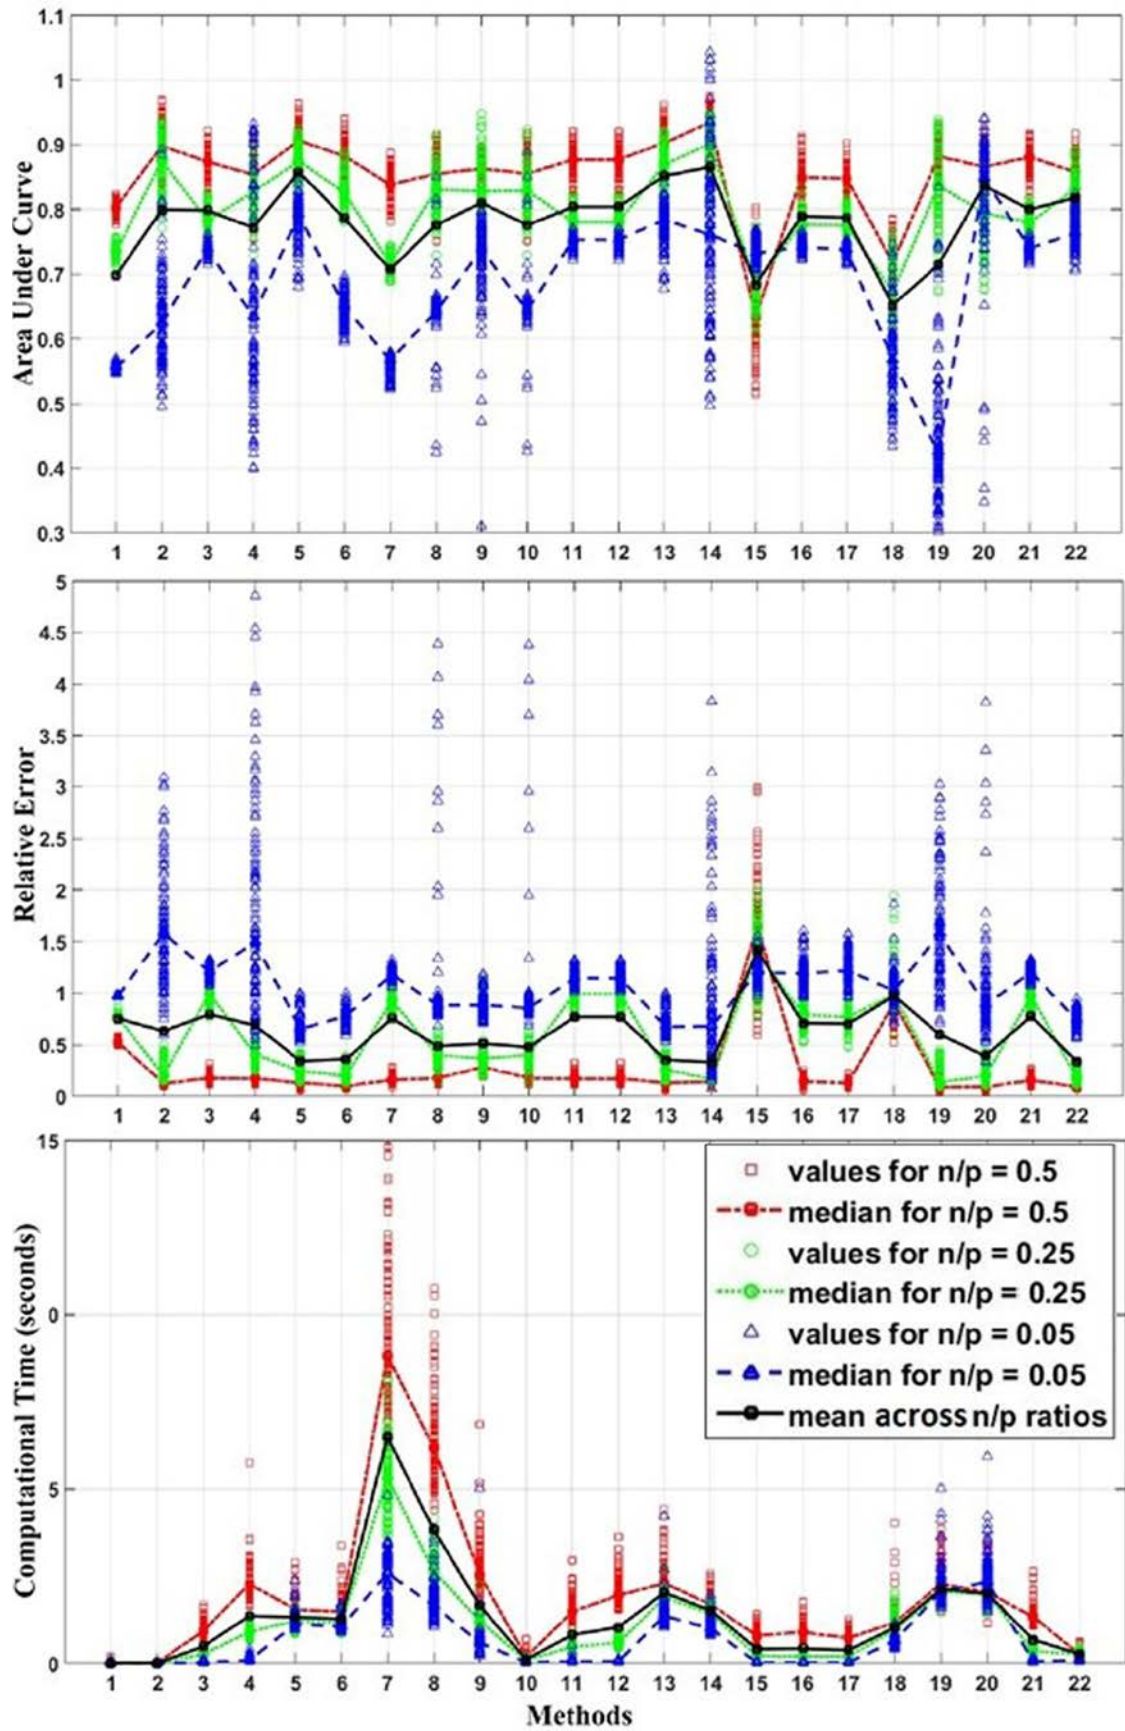 1.1
1
0.9
0.8
0.7
0.6
0.5
0.4
0.3
Area Under Curve
1 2 3 4 5 6 7 8 9 10 11 12 13 14 15 16 17 18 19 20 21 22
5
4.5
4
3.5
3
2.5
2
1.5
1
0.5
0
Relative Error
1 2 3 4 5 6 7 8 9 10 11 12 13 14 15 16 17 18 19 20 21 22
15
0
5
0
Computational Time (seconds)
values for n/p = 0.5
median for n/p = 0.5
values for n/p = 0.25
median for n/p = 0.25
values for n/p = 0.05
median for n/p = 0.05
mean across n/p ratios
1 2 3 4 5 6 7 8 9 10 11 12 13 14 15 16 17 18 19 20 21 22
Methods